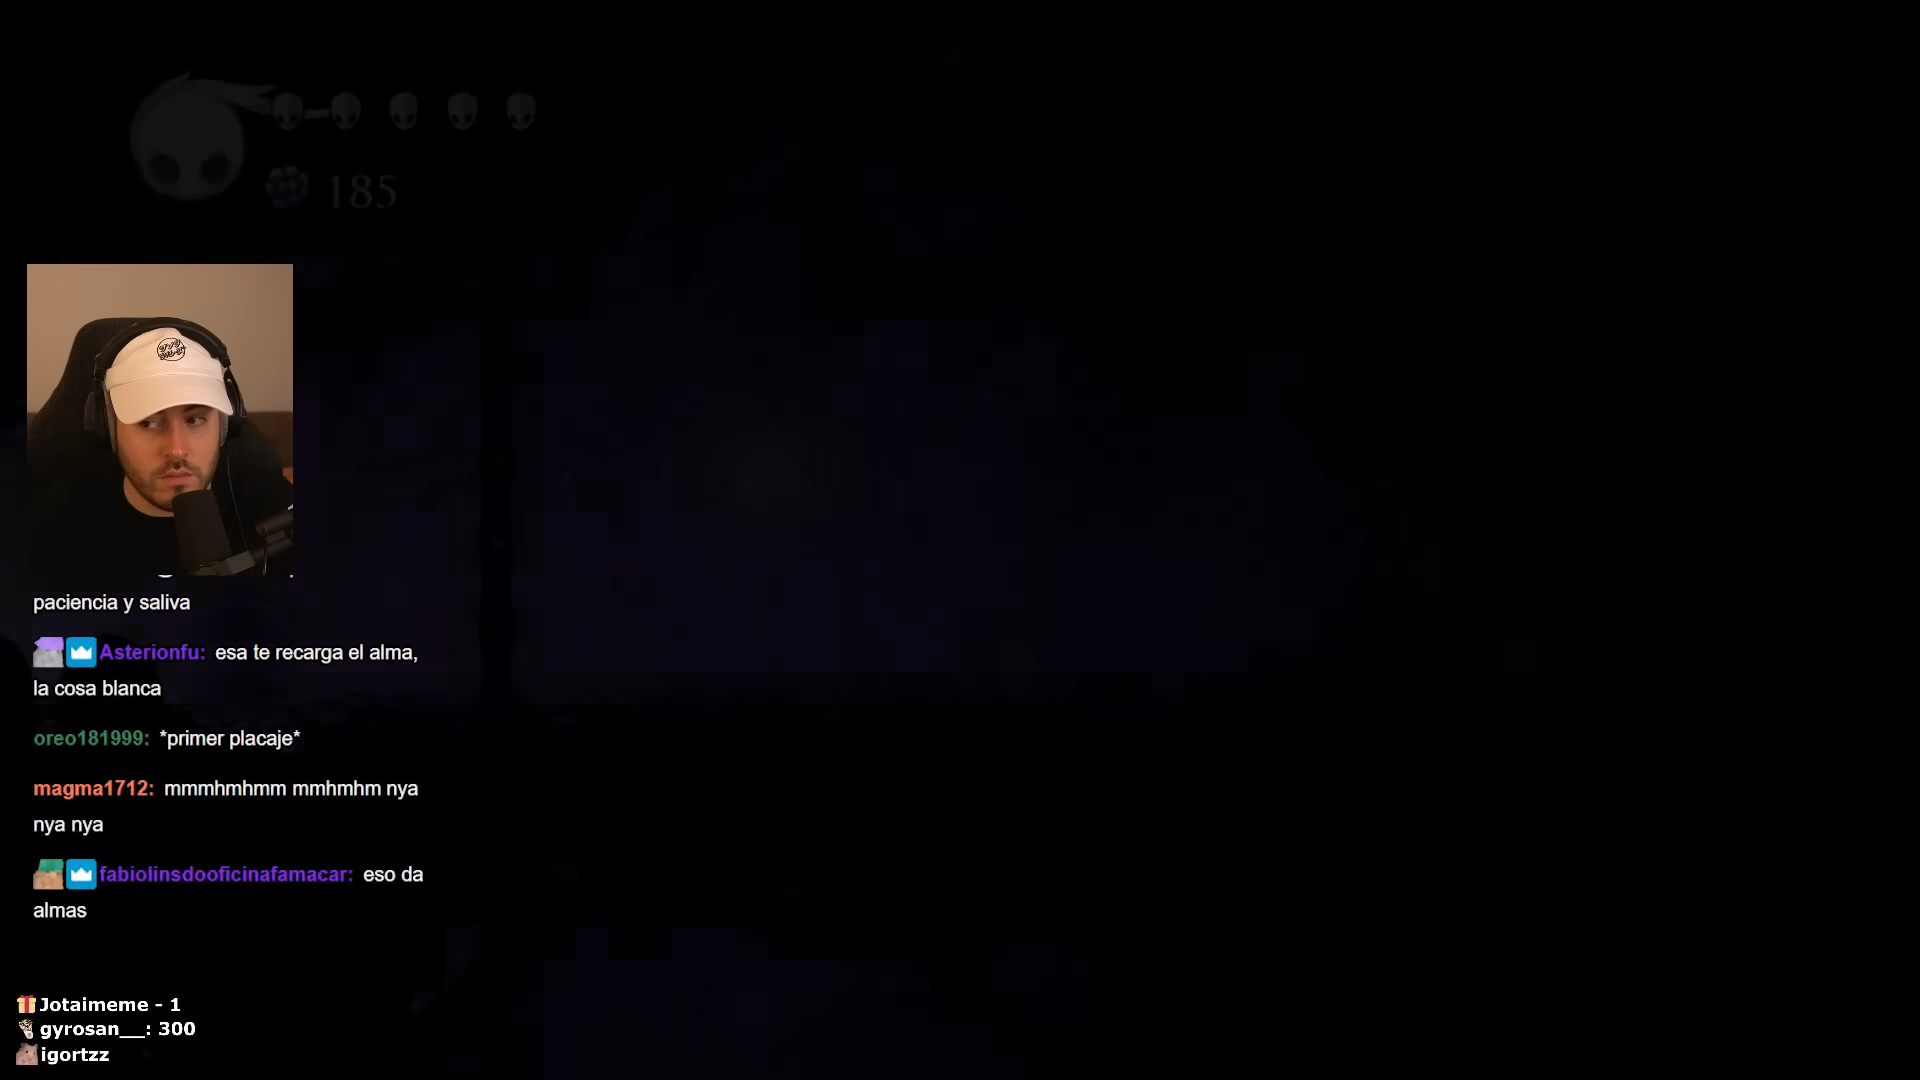 185
paciencia y saliva
Asterionfu: esa te recarga el alma,
la cosa blanca
oreo181999: *primer placaje*
magma1712: mmmhmhmm mmhmhm nya
nya nya
fabiolinsdooficinafamacar: eso da
almas
Jotaimeme - 1
gyrosan__: 300
igortzz